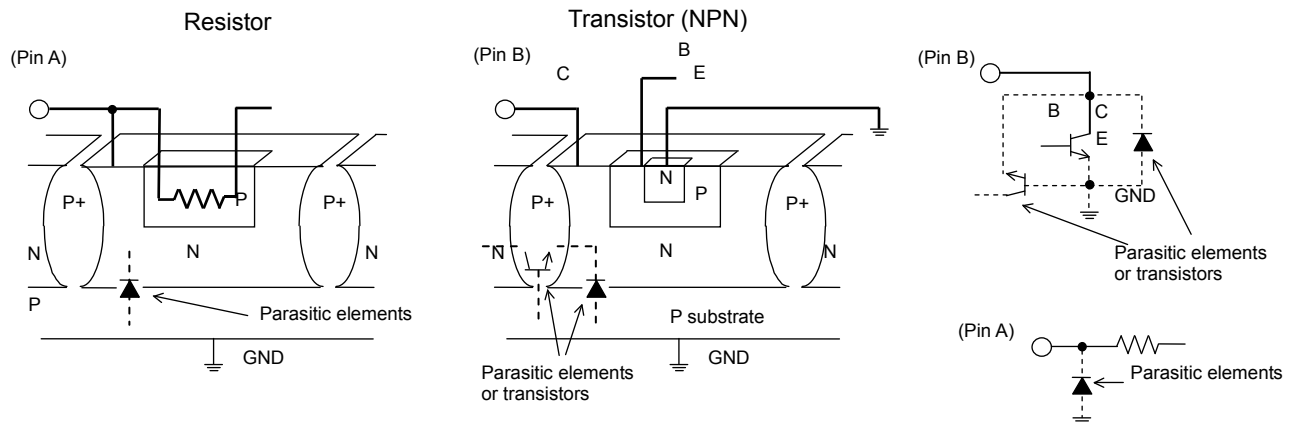 Resistor
(Pin A)
P
P+
P+
N
N
N
P
Parasitic elements
GND
Transistor (NPN)
(Pin B)
B
C
E
N
P
P+
P+
N
N
N
P substrate
GND
Parasitic elements
or transistors
(Pin B)
B
C
E
GND
Parasitic elements
or transistors
(Pin A)
Parasitic elements